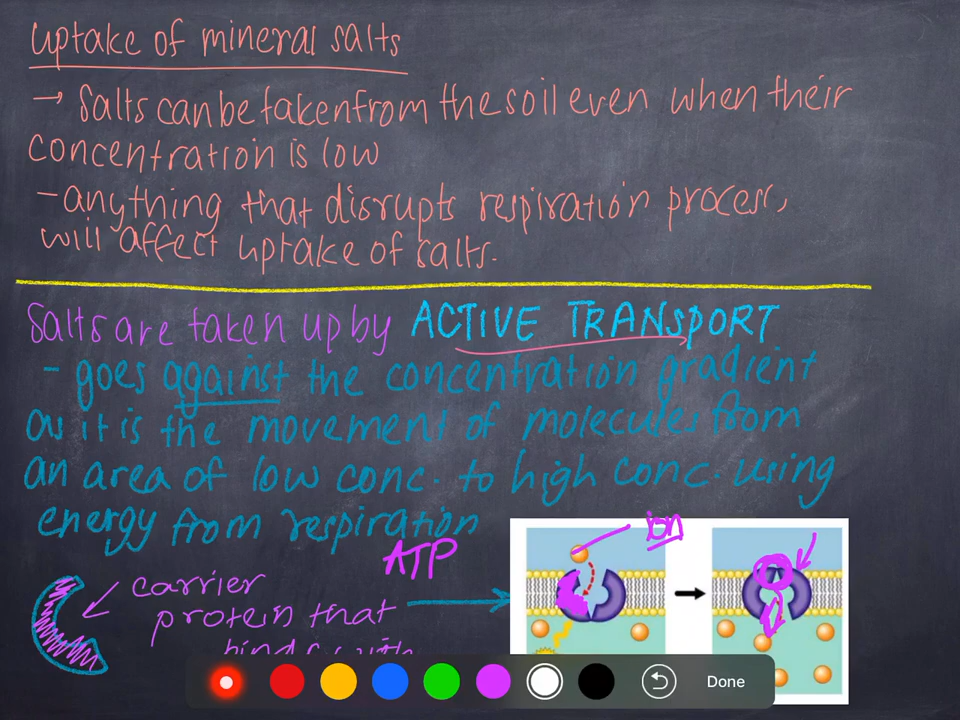 uptake of mineral salts
→ Salts can be taken from the soil even when their
concentration is low
- anything that disrupts respiration process,
will affect uptake of salts.
Salts are taken up by ACTIVE TRANSPORT
- goes against the concentration gradient
as it is the movement of molecules from
an area of low conc. to high conc. using
energy from respiration
ATP
ion
carrier
protein that
Done